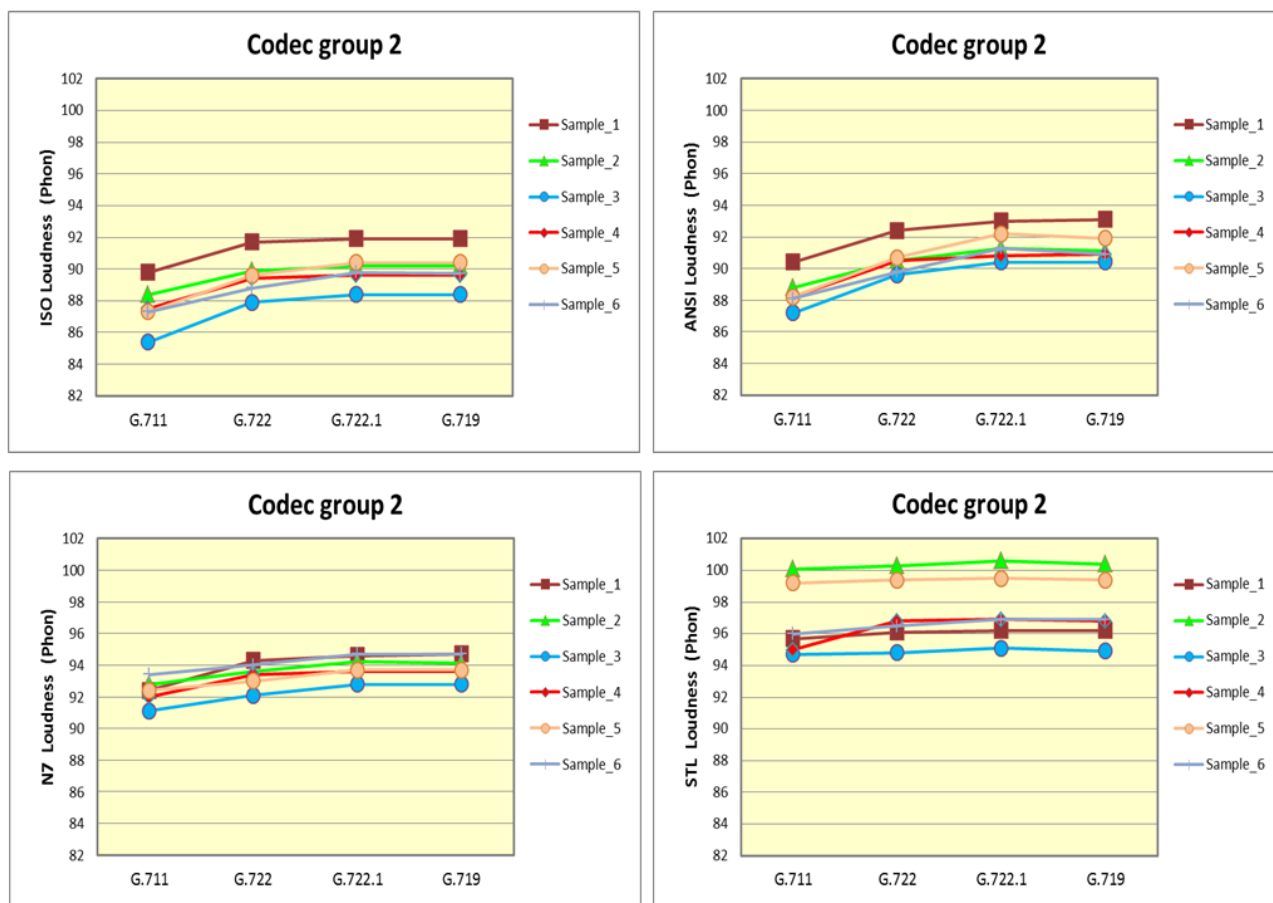 Codec group 2
ISO Loudness (Phon)
102
100
98
96
94
92
90
88
86
84
82
G.711 G.722 G.722.1 G.719
Sample_1
Sample_2
Sample_3
Sample_4
Sample_5
Sample_6
Codec group 2
ANSI Loudness (Phon)
102
100
98
96
94
92
90
88
86
84
82
G.711 G.722 G.722.1 G.719
Sample_1
Sample_2
Sample_3
Sample_4
Sample_5
Sample_6
Codec group 2
N7 Loudness (Phon)
102
100
98
96
94
92
90
88
86
84
82
G.711 G.722 G.722.1 G.719
Sample_1
Sample_2
Sample_3
Sample_4
Sample_5
Sample_6
Codec group 2
STL Loudness (Phon)
102
100
98
96
94
92
90
88
86
84
82
G.711 G.722 G.722.1 G.719
Sample_1
Sample_2
Sample_3
Sample_4
Sample_5
Sample_6